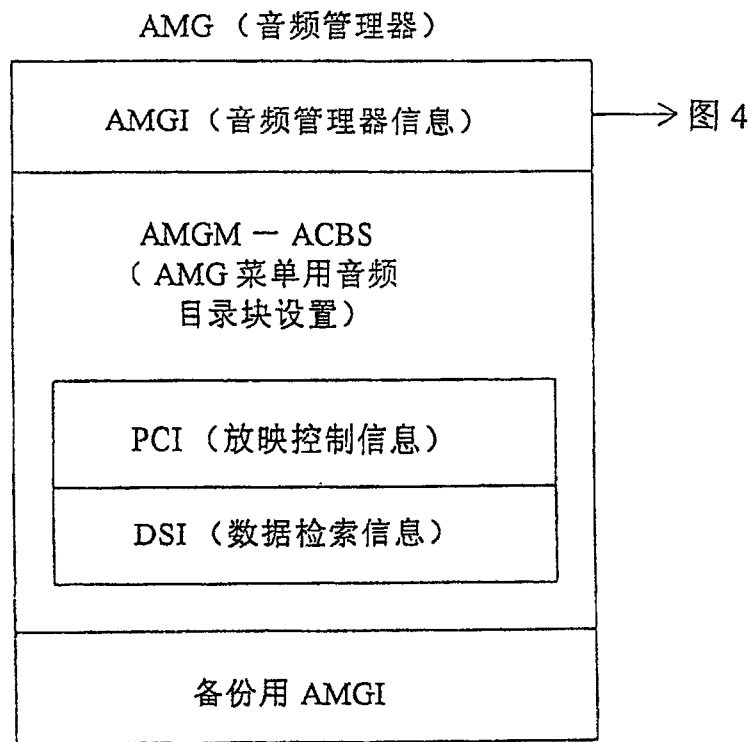 AMG（音频管理器）
AMGI（音频管理器信息）
图 4
AMGM — ACBS
（AMG 菜单用音频
目录块设置）
PCI（放映控制信息）
DSI（数据检索信息）
备份用 AMGI